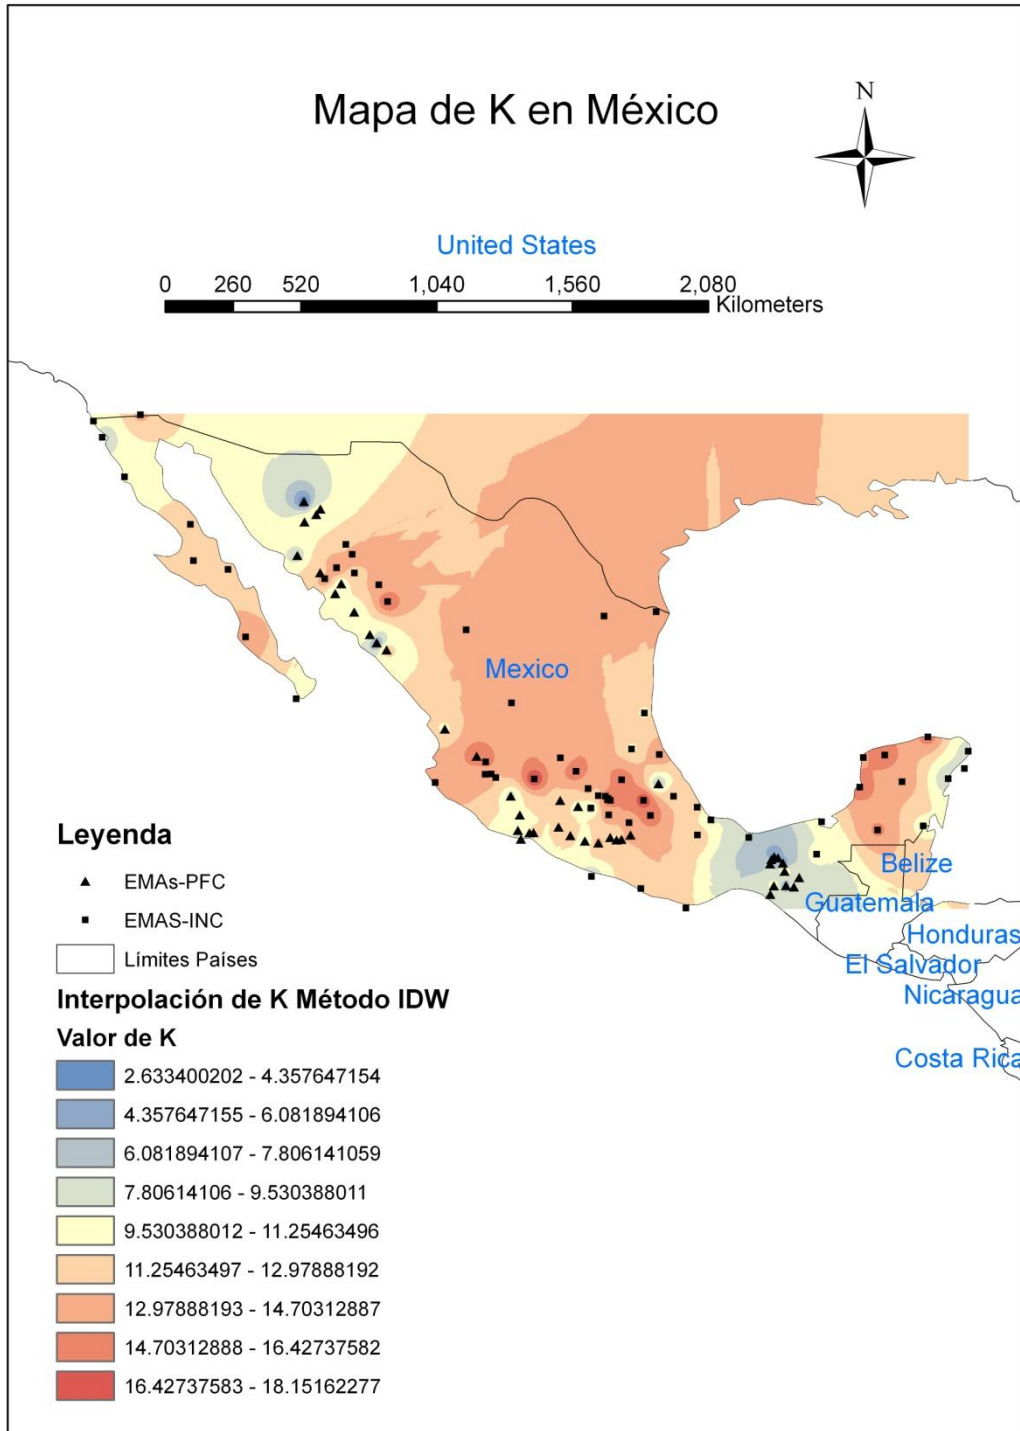 Mapa de K en México
N
United States
0 260 520 1,040 1,560 2,080
Kilometers
Mexico
Belize
Guatemala
Honduras
El Salvador
Nicaragua
Costa Rica
Leyenda
EMAs-PFC
EMAS-INC
Límites Países
Interpolación de K Método IDW
Valor de K
2.633400202 - 4.357647154
4.357647155 - 6.081894106
6.081894107 - 7.806141059
7.80614106 - 9.530388011
9.530388012 - 11.25463496
11.25463497 - 12.97888192
12.97888193 - 14.70312887
14.70312888 - 16.42737582
16.42737583 - 18.15162277